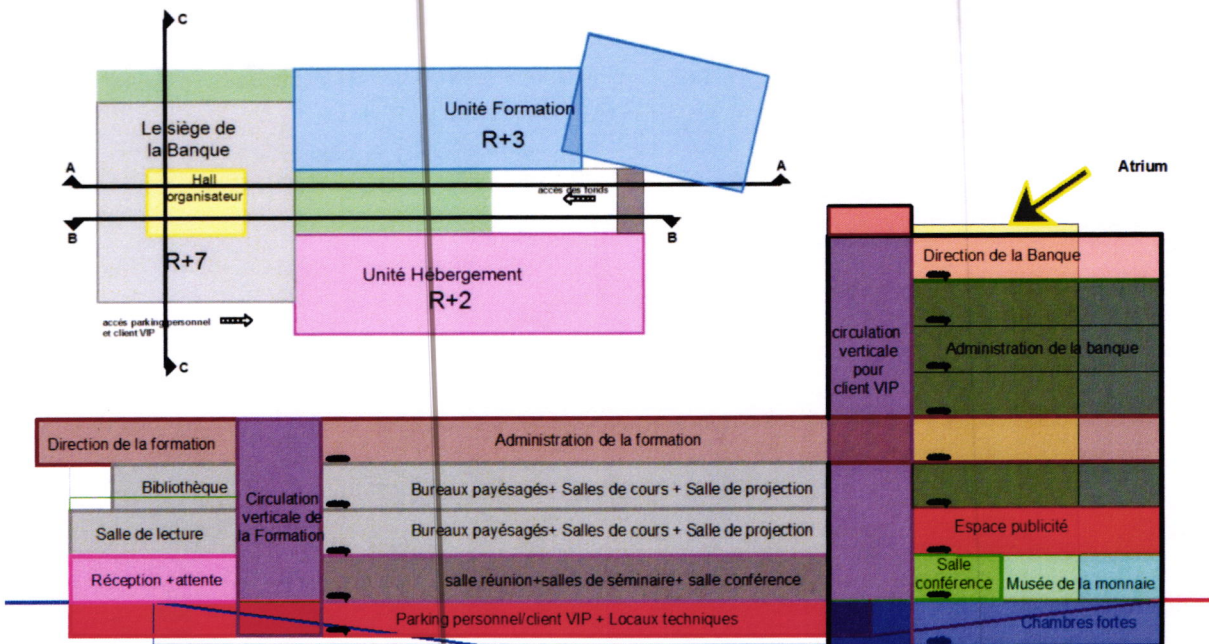 C
Unité Formation
R+3
Le siège de
la Banque
A
A
Hall
organisateur
accès des fonds
Atrium
B
B
Unité Hébergement
R+2
R+7
Direction de la Banque
accès parking personnel
et client VIP
C
circulation
verticale
pour
client VIP
Administration de la banque
Direction de la formation
Administration de la formation
Bibliothèque
Bureaux payésagés+ Salles de cours + Salle de projection
Circulation
verticale de
la Formation
Salle de lecture
Bureaux payésagés+ Salles de cours + Salle de projection
Espace publicité
Réception +attente
salle réunion+salles de séminaire+ salle conférence
Salle
conférence
Musée de la monnaie
Parking personnel/client VIP + Locaux techniques
Chambres fortes